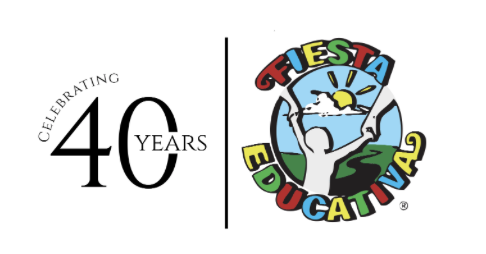 CELEBRATING
40 YEARS
FIESTA
EDUCATIVA
®